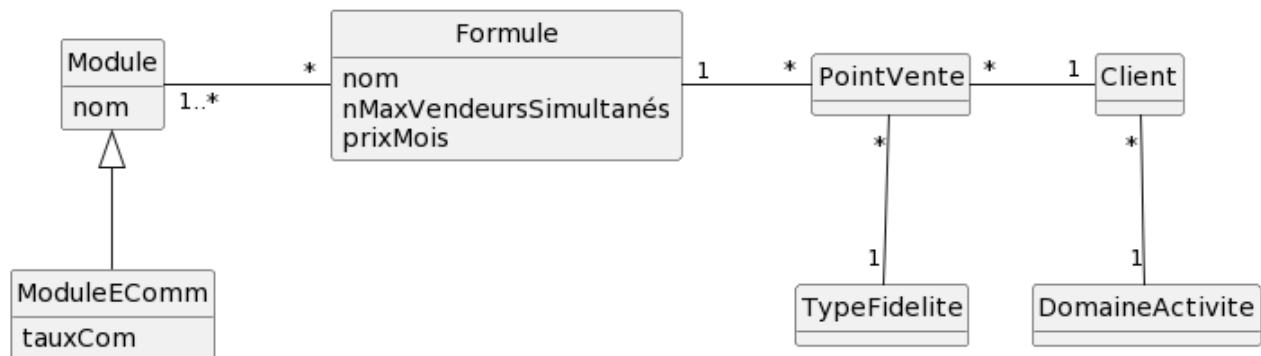 Module
nom
1..*
*
Formule
nom
nMaxVendeursSimultanés
prixMois
1
*
PointVente
*
1
Client
*
1
*
1
ModuleEComm
tauxCom
TypeFidelite
DomaineActivite